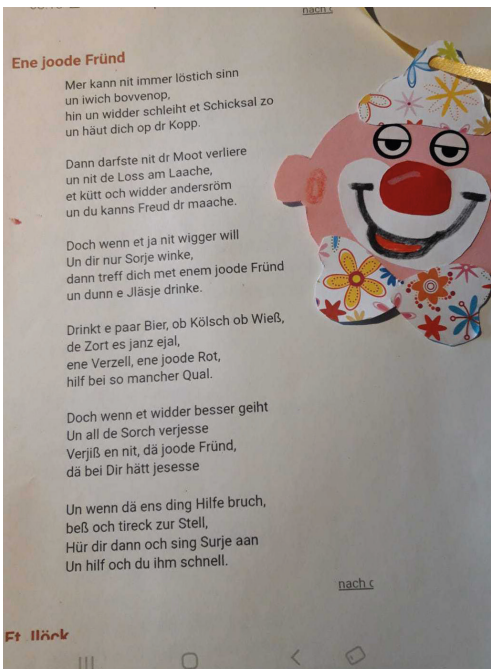 nach
Ene joode Fründ
Mer kann nit immer löstich sinn
un iwich bovvenop,
hin un widder schleiht et Schicksal zo
un häut dich op dr Kopp.
Dann darfste nit dr Moot verliere
un nit de Loss am Laache,
et kütt och widder andersröm
un du kanns Freud dr maache.
Doch wenn et ja nit wigger will
Un dir nur Sorje winke,
dann treff dich met enem joode Fründ
un dunn e Jläsje drinke.
Drinkt e paar Bier, ob Kölsch ob Wieß,
de Zort es janz ejal,
ene Verzell, ene joode Rot,
hilf bei so mancher Qual.
Doch wenn et widder besser geiht
Un all de Sorch verjesse
Verjiß en nit, dä joode Fründ,
dä bei Dir hätt jesesse
Un wenn dä ens ding Hilfe bruch,
beß och tireck zur Stell,
Hür dir dann och sing Surje aan
Un hilf och du ihm schnell.
nach